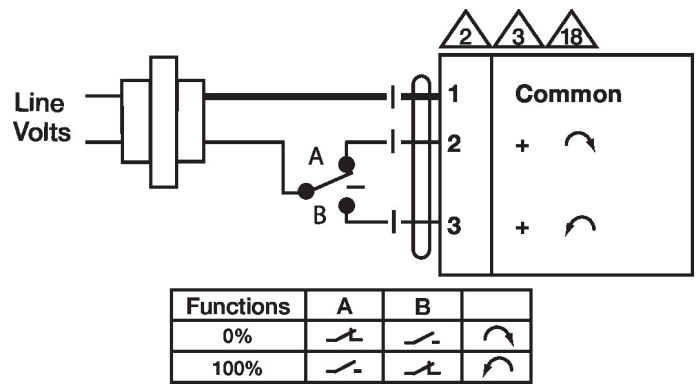 2 3 18
Line
Volts
1 Common
A
2 +
B
3 +
Functions A B
0%
100%